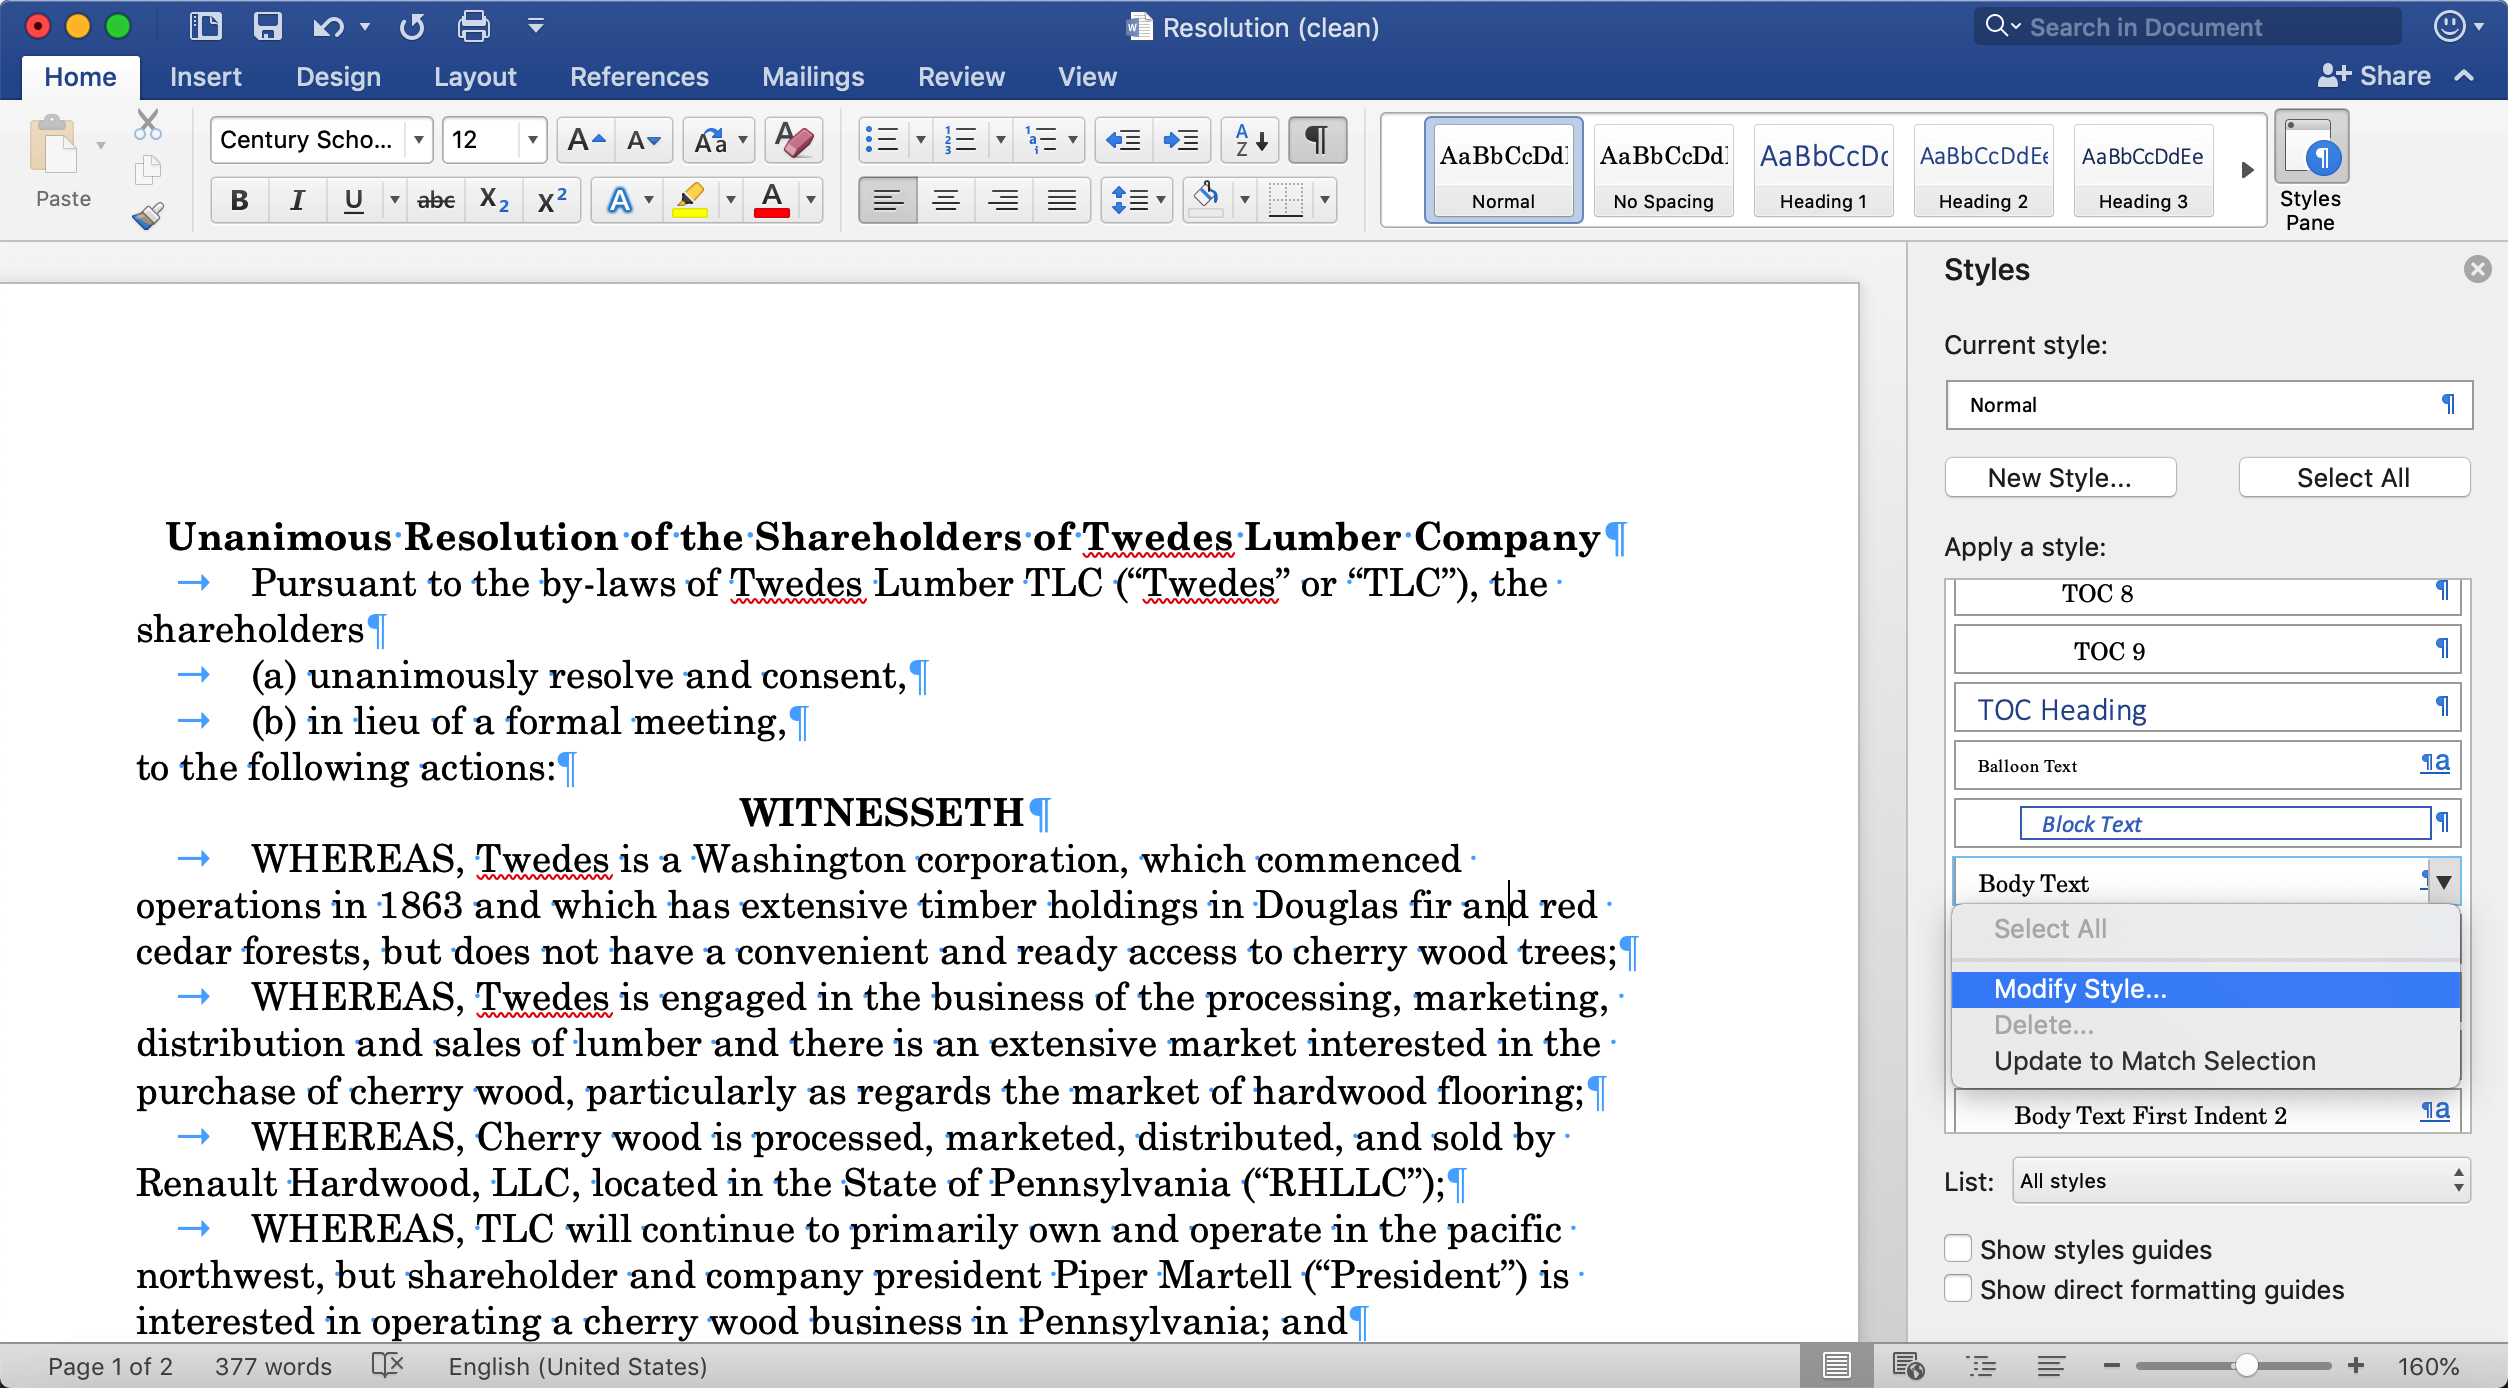 Resolution (clean)
Search in Document
Home Insert Design Layout References Mailings Review View
Share
Paste
Century Scho...
12
A A Aa A
1 2 3
1 a i
A Z
¶
B I U abc X2 X2 A A
AaBbCcDdI
Normal
AaBbCcDdI
No Spacing
AaBbCcDc
Heading 1
AaBbCcDdEe
Heading 2
AaBbCcDdEe
Heading 3
Styles
Pane
Unanimous Resolution of the Shareholders of Twedes Lumber Company¶
→ Pursuant to the by-laws of Twedes Lumber TLC (“Twedes” or “TLC”), the
shareholders¶
→ (a) unanimously resolve and consent,¶
→ (b) in lieu of a formal meeting,¶
to the following actions:¶
WITNESSETH¶
→ WHEREAS, Twedes is a Washington corporation, which commenced
operations in 1863 and which has extensive timber holdings in Douglas fir and red
cedar forests, but does not have a convenient and ready access to cherry wood trees;¶
→ WHEREAS, Twedes is engaged in the business of the processing, marketing,
distribution and sales of lumber and there is an extensive market interested in the
purchase of cherry wood, particularly as regards the market of hardwood flooring;¶
→ WHEREAS, Cherry wood is processed, marketed, distributed, and sold by
Renault Hardwood, LLC, located in the State of Pennsylvania (“RHLLC”);¶
→ WHEREAS, TLC will continue to primarily own and operate in the pacific
northwest, but shareholder and company president Piper Martell (“President”) is
interested in operating a cherry wood business in Pennsylvania; and¶
Styles
Current style:
Normal ¶
New Style...
Select All
Apply a style:
TOC 8 ¶
TOC 9 ¶
TOC Heading ¶
Balloon Text ¶a
Block Text ¶
Body Text
Select All
Modify Style...
Delete...
Update to Match Selection
Body Text First Indent 2 ¶a
List: All styles
Show styles guides
Show direct formatting guides
Page 1 of 2 377 words English (United States) 160%